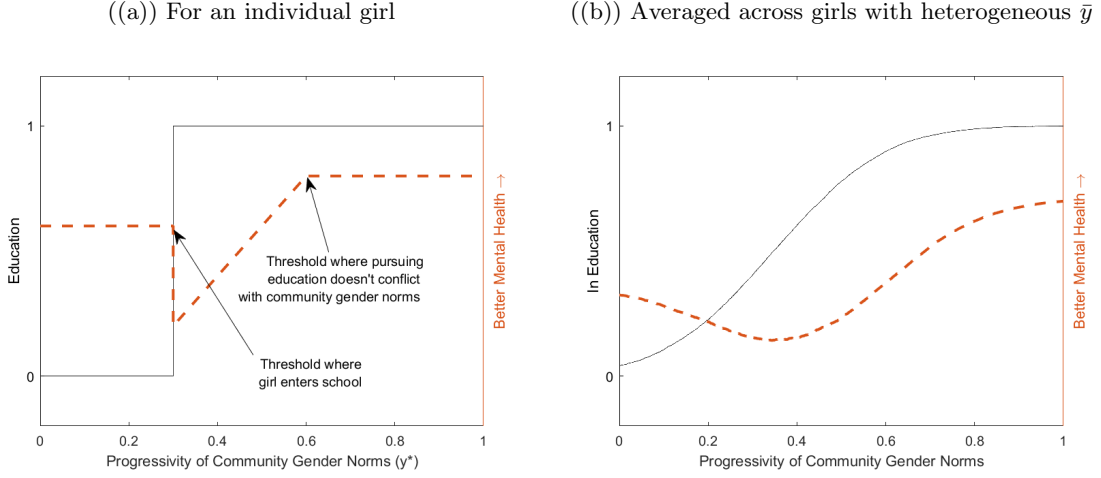 ((a)) For an individual girl
1
0
Education
Threshold where pursuing
education doesn't conflict
with community gender norms
Threshold where
girl enters school
Better Mental Health →
0 0.2 0.4 0.6 0.8 1
Progressivity of Community Gender Norms (y*)
((b)) Averaged across girls with heterogeneous ȳ
1
0
In Education
Better Mental Health →
0 0.2 0.4 0.6 0.8 1
Progressivity of Community Gender Norms